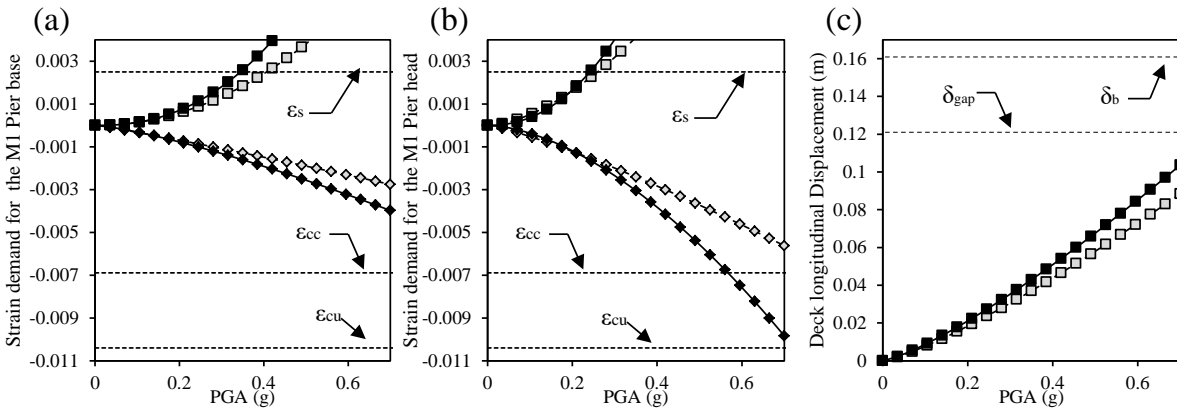 (a)
Strain demand for the M1 Pier base
0.003
0.001
-0.001
-0.003
-0.005
-0.007
-0.009
-0.011
εs
εcc
εcu
0
0.2
0.4
0.6
PGA (g)
(b)
Strain demand for the M1 Pier head
0.003
0.001
-0.001
-0.003
-0.005
-0.007
-0.009
-0.011
εs
εcc
εcu
0
0.2
0.4
0.6
PGA (g)
(c)
Deck longitudinal Displacement (m)
0.16
0.12
0.1
0.08
0.06
0.04
0.02
0
δgap
δb
0
0.2
0.4
0.6
PGA (g)